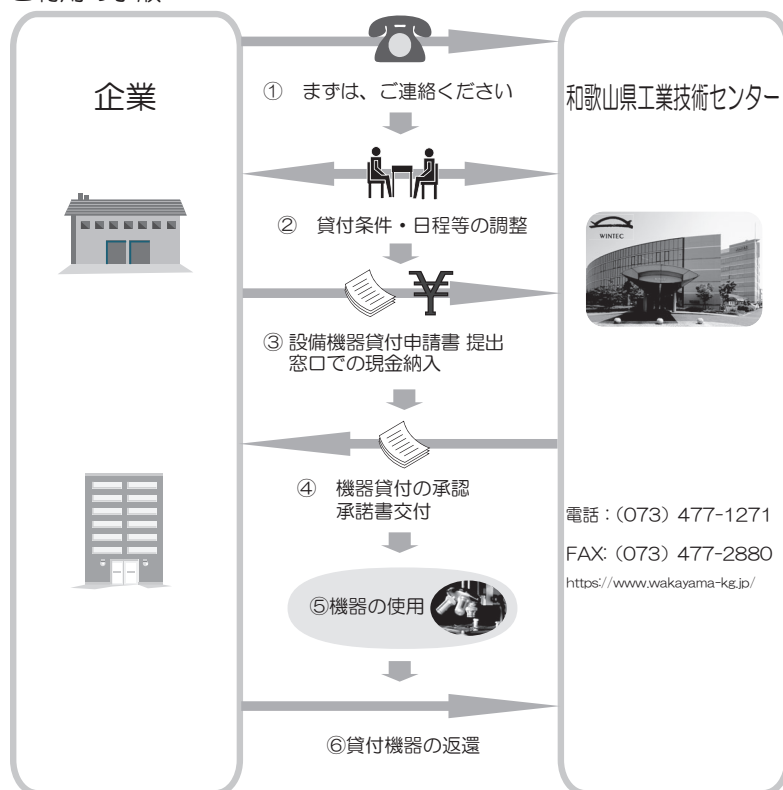 企業
① まずは、ご連絡ください
② 貸付条件・日程等の調整
③ 設備機器貸付申請書 提出
窓口での現金納入
④ 機器貸付の承認
承諾書交付
⑤機器の使用
⑥貸付機器の返還
和歌山県工業技術センター
WINTEC
電話：(073) 477-1271
FAX: (073) 477-2880
https://www.wakayama-kg.jp/